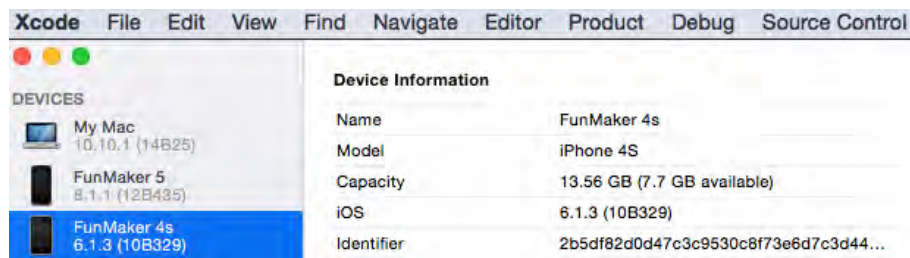 Xcode File Edit View Find Navigate Editor Product Debug Source Control
DEVICES
My Mac
10.10.1 (14B25)
FunMaker 5
8.1.1 (12B435)
FunMaker 4s
6.1.3 (10B329)
Device Information
Name FunMaker 4s
Model iPhone 4S
Capacity 13.56 GB (7.7 GB available)
iOS 6.1.3 (10B329)
Identifier 2b5df82d0d47c3c9530c8f73e6d7c3d44...